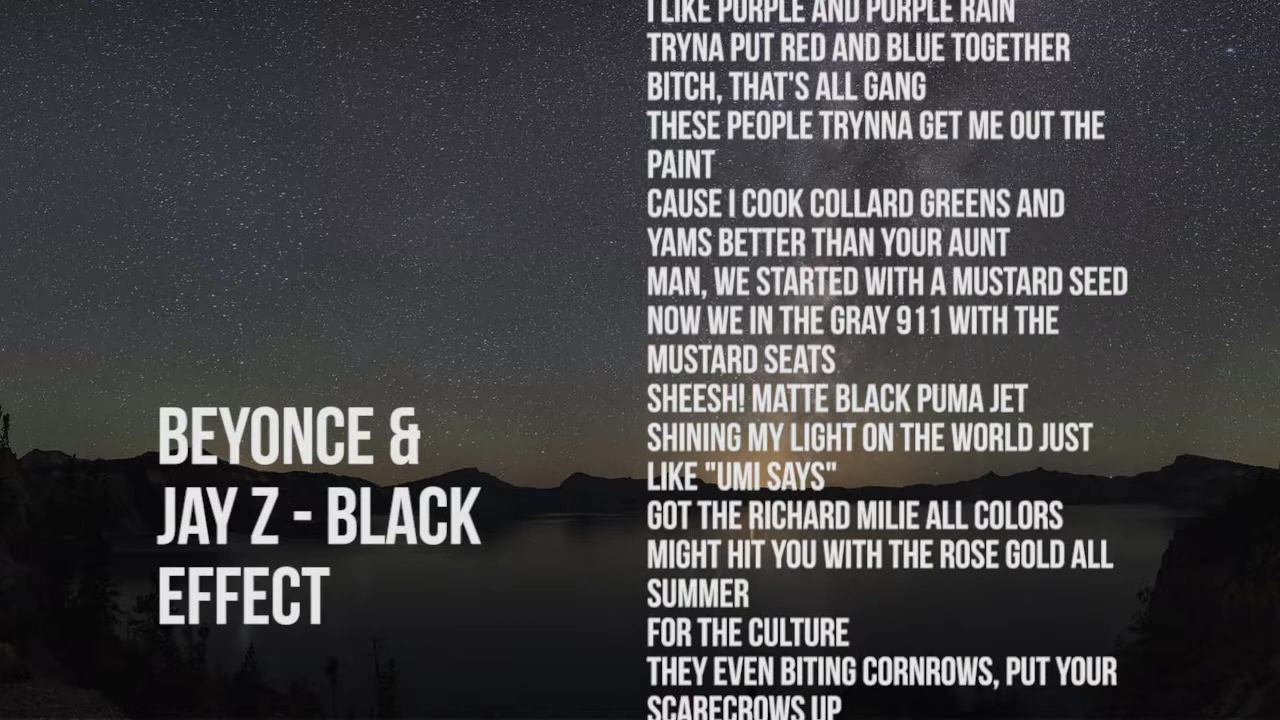 BEYONCE &
JAY Z - BLACK
EFFECT
I LIKE PURPLE AND PURPLE RAIN
TRYNA PUT RED AND BLUE TOGETHER
BITCH, THAT'S ALL GANG
THESE PEOPLE TRYNNA GET ME OUT THE
PAINT
CAUSE I COOK COLLARD GREENS AND
YAMS BETTER THAN YOUR AUNT
MAN, WE STARTED WITH A MUSTARD SEED
NOW WE IN THE GRAY 911 WITH THE
MUSTARD SEATS
SHEESH! MATTE BLACK PUMA JET
SHINING MY LIGHT ON THE WORLD JUST
LIKE "UMI SAYS"
GOT THE RICHARD MILIE ALL COLORS
MIGHT HIT YOU WITH THE ROSE GOLD ALL
SUMMER
FOR THE CULTURE
THEY EVEN BITING CORNROWS, PUT YOUR
SCARECROWS UP